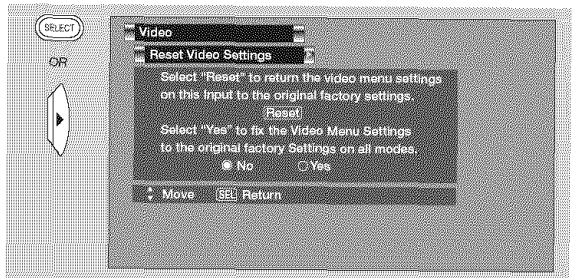 SELECT
OR
Video
Reset Video Settings
Select "Reset" to return the video menu settings
on this Input to the original factory settings.
Reset
Select "Yes" to fix the Video Menu Settings
to the original factory Settings on all modes.
No Yes
Move SEL Return